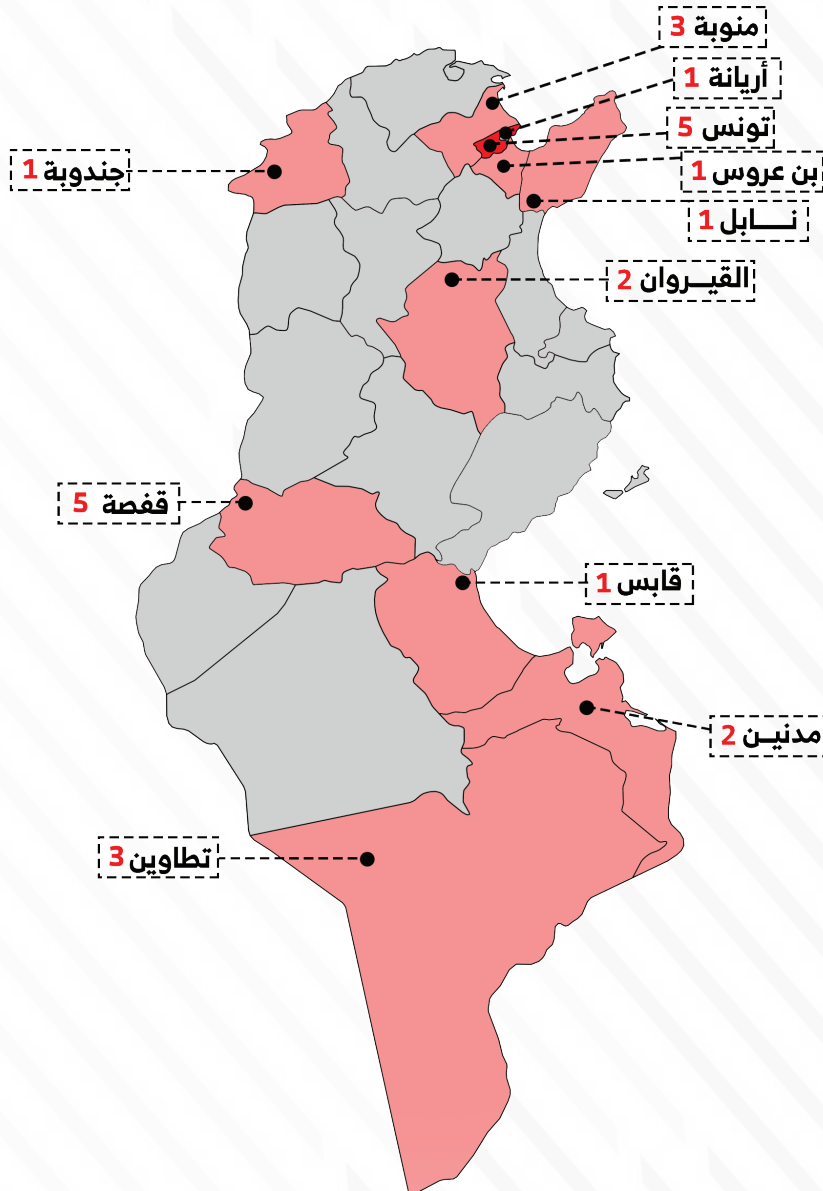 منوبة 3
أريانة 1
تونس 5
بن عروس 1
نـــابل 1
جندوبة 1
القيــروان 2
قفصة 5
قابس 1
مدنيــن 2
تطاوين 3